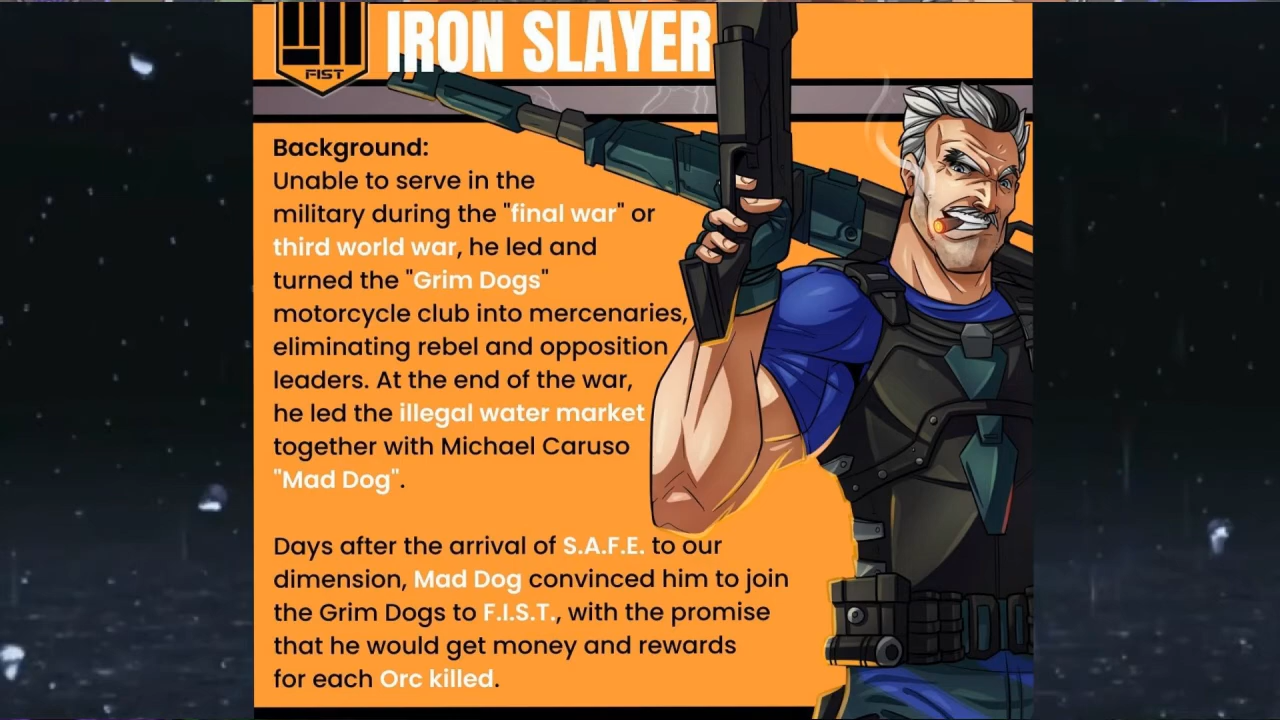 FIST
IRON SLAYER
Background:
Unable to serve in the
military during the "final war" or
third world war, he led and
turned the "Grim Dogs"
motorcycle club into mercenaries,
eliminating rebel and opposition
leaders. At the end of the war,
he led the illegal water market
together with Michael Caruso
"Mad Dog".
Days after the arrival of S.A.F.E. to our
dimension, Mad Dog convinced him to join
the Grim Dogs to F.I.S.T., with the promise
that he would get money and rewards
for each Orc killed.